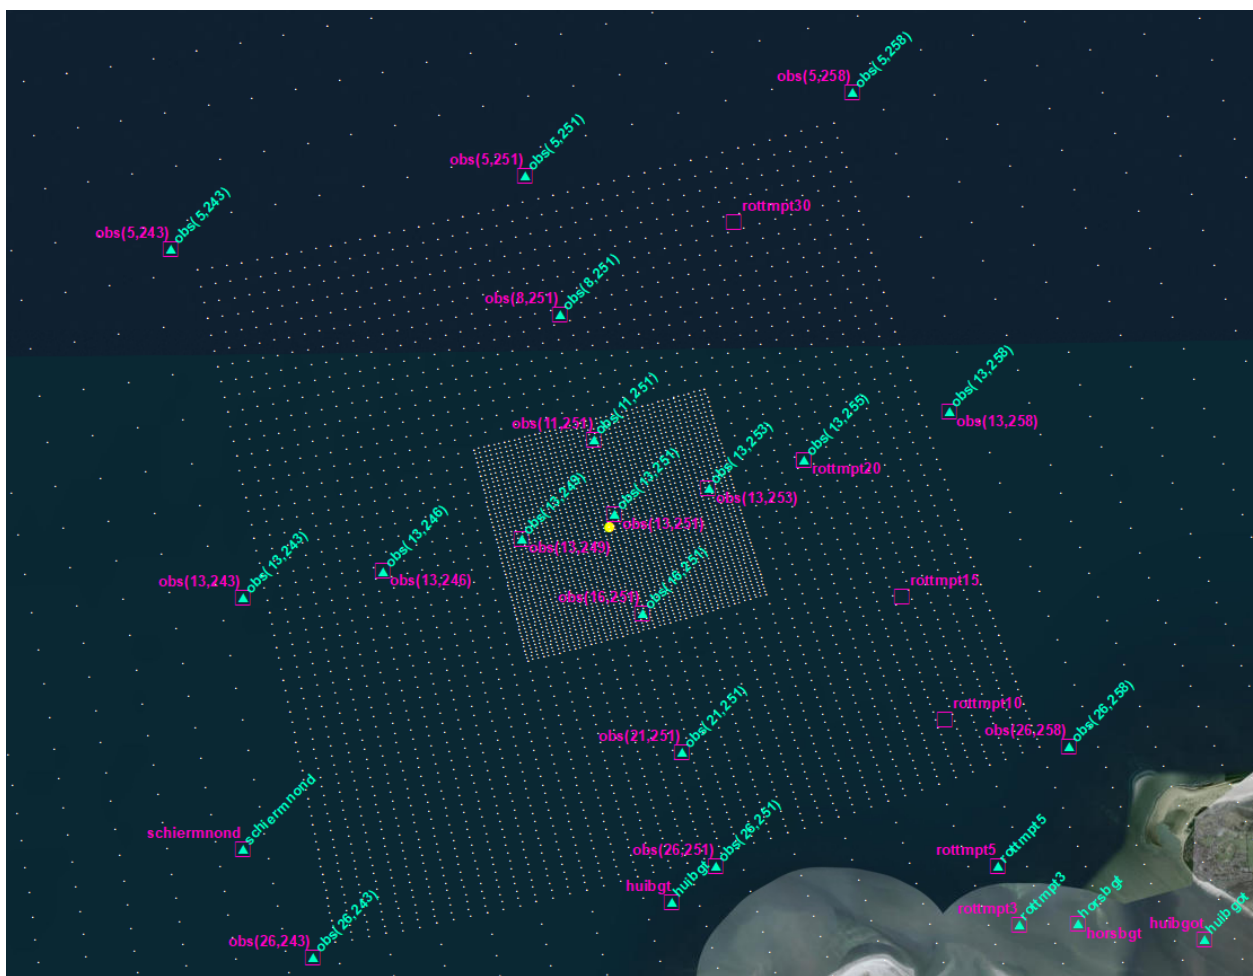 obs(5,258)
obs(5,258)
obs(5,251)
obs(5,251)
obs(5,243)
obs(5,243)
rottmpt30
obs(8,251)
obs(8,251)
obs(13,258)
obs(13,258)
obs(11,251)
obs(11,251)
obs(13,255)
rottmpt20
obs(13,253)
obs(13,253)
obs(13,251)
obs(13,251)
obs(13,249)
obs(13,249)
obs(13,246)
obs(13,246)
obs(13,243)
obs(13,243)
obs(16,251)
obs(16,251)
rottmpt15
rottmpt10
obs(26,258)
obs(26,258)
obs(21,251)
obs(21,251)
schiermnond
schiermnond
obs(26,251)
obs(26,251)
rottmpt5
rottmpt5
huibgt
huibgt
rottmpt3
rottmpt3
horsbgt
horsbgt
huibgot
huibgot
obs(26,243)
obs(26,243)